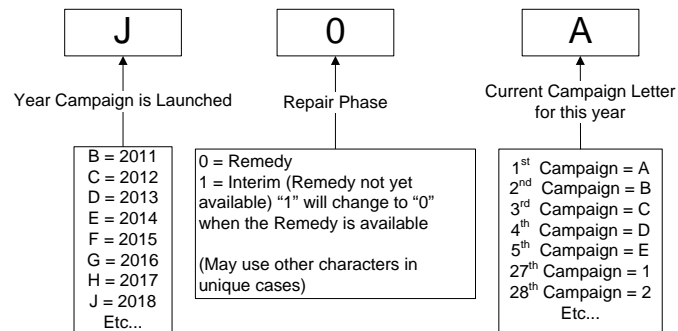 J
0
A
Year Campaign is Launched
Repair Phase
Current Campaign Letter
for this year
B = 2011
C = 2012
D = 2013
E = 2014
F = 2015
G = 2016
H = 2017
J = 2018
Etc...
0 = Remedy
1 = Interim (Remedy not yet
available) “1” will change to “0”
when the Remedy is available
(May use other characters in
unique cases)
1st Campaign = A
2nd Campaign = B
3rd Campaign = C
4th Campaign = D
5th Campaign = E
27th Campaign = 1
28th Campaign = 2
Etc...